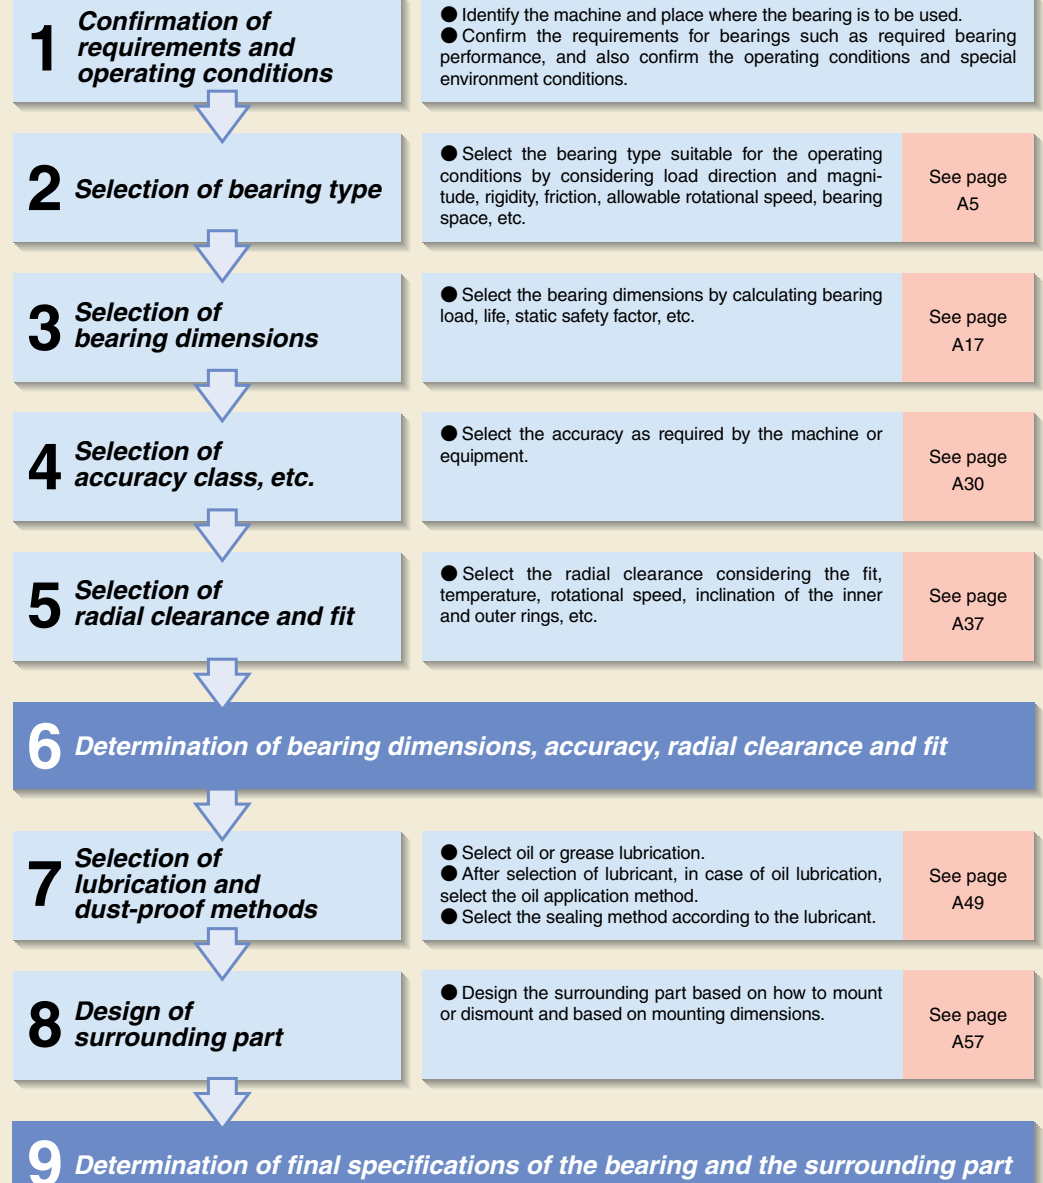 1
Confirmation of
requirements and
operating conditions
● Identify the machine and place where the bearing is to be used.
● Confirm the requirements for bearings such as required bearing
performance, and also confirm the operating conditions and special
environment conditions.
2
Selection of bearing type
● Select the bearing type suitable for the operating
conditions by considering load direction and magni-
tude, rigidity, friction, allowable rotational speed, bearing
space, etc.
See page
A5
3
Selection of
bearing dimensions
● Select the bearing dimensions by calculating bearing
load, life, static safety factor, etc.
See page
A17
4
Selection of
accuracy class, etc.
● Select the accuracy as required by the machine or
equipment.
See page
A30
5
Selection of
radial clearance and fit
● Select the radial clearance considering the fit,
temperature, rotational speed, inclination of the inner
and outer rings, etc.
See page
A37
6 Determination of bearing dimensions, accuracy, radial clearance and fit
7
Selection of
lubrication and
dust-proof methods
● Select oil or grease lubrication.
● After selection of lubricant, in case of oil lubrication,
select the oil application method.
● Select the sealing method according to the lubricant.
See page
A49
8
Design of
surrounding part
● Design the surrounding part based on how to mount
or dismount and based on mounting dimensions.
See page
A57
9 Determination of final specifications of the bearing and the surrounding part